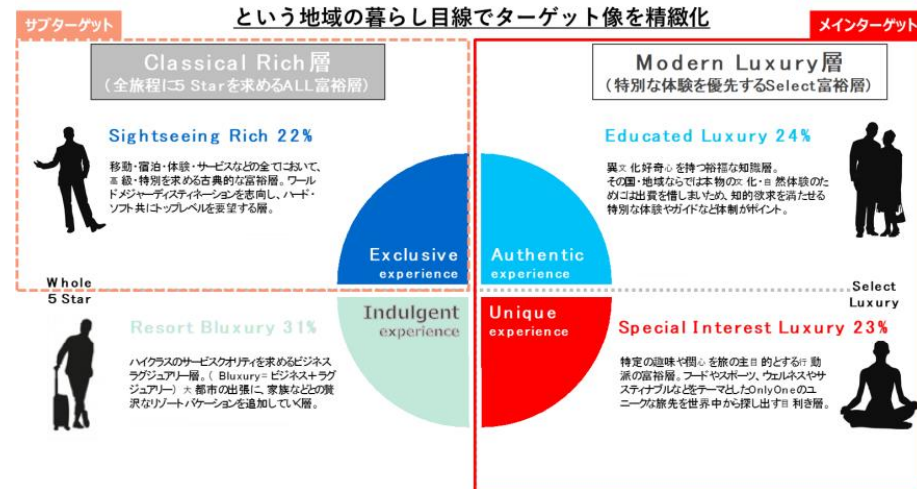 という地域の暮らし目線でターゲット像を精緻化
サブターゲット
メインターゲット
Classical Rich層
(全旅程に5 Starを求めるALL富裕層)
Modern Luxury層
(特別な体験を優先するSelect富裕層)
Sightseeing Rich 22%
移動・宿泊・体験・サービスなどの全てにおいて、
高級・特別を求める古典的な富裕層。ワール
ドメジャーディスティネーションを志向し、ハード・
ソフト共にトップレベルを要望する層。
Educated Luxury 24%
異文化好奇心を持つ裕福な知識層。
その国・地域ならでは本物の文化・自然体験のた
めには出費を惜しまいため、知的欲求を満たせる
特別な体験やガイドなど体制がポイント。
Exclusive
experience
Authentic
experience
Whole
5 Star
Select
Luxury
Indulgent
experience
Unique
experience
Resort Bluxury 31%
ハイクラスのサービスクオリティを求めるビジネス
ラグジュアリー層。( Bluxury=ビジネス+ラグ
ジュアリー) 大都市の出張に、家族などとの贅
沢なリゾートバケーションを追加していく層。
Special Interest Luxury 23%
特定の趣味や関心を旅の主目的とする行動
派の富裕層。フードやスポーツ、ウェルネスやサ
スティナブルなどをテーマとしたOnlyOneのユ
ニークな旅先を世界中から探し出す目利き層。